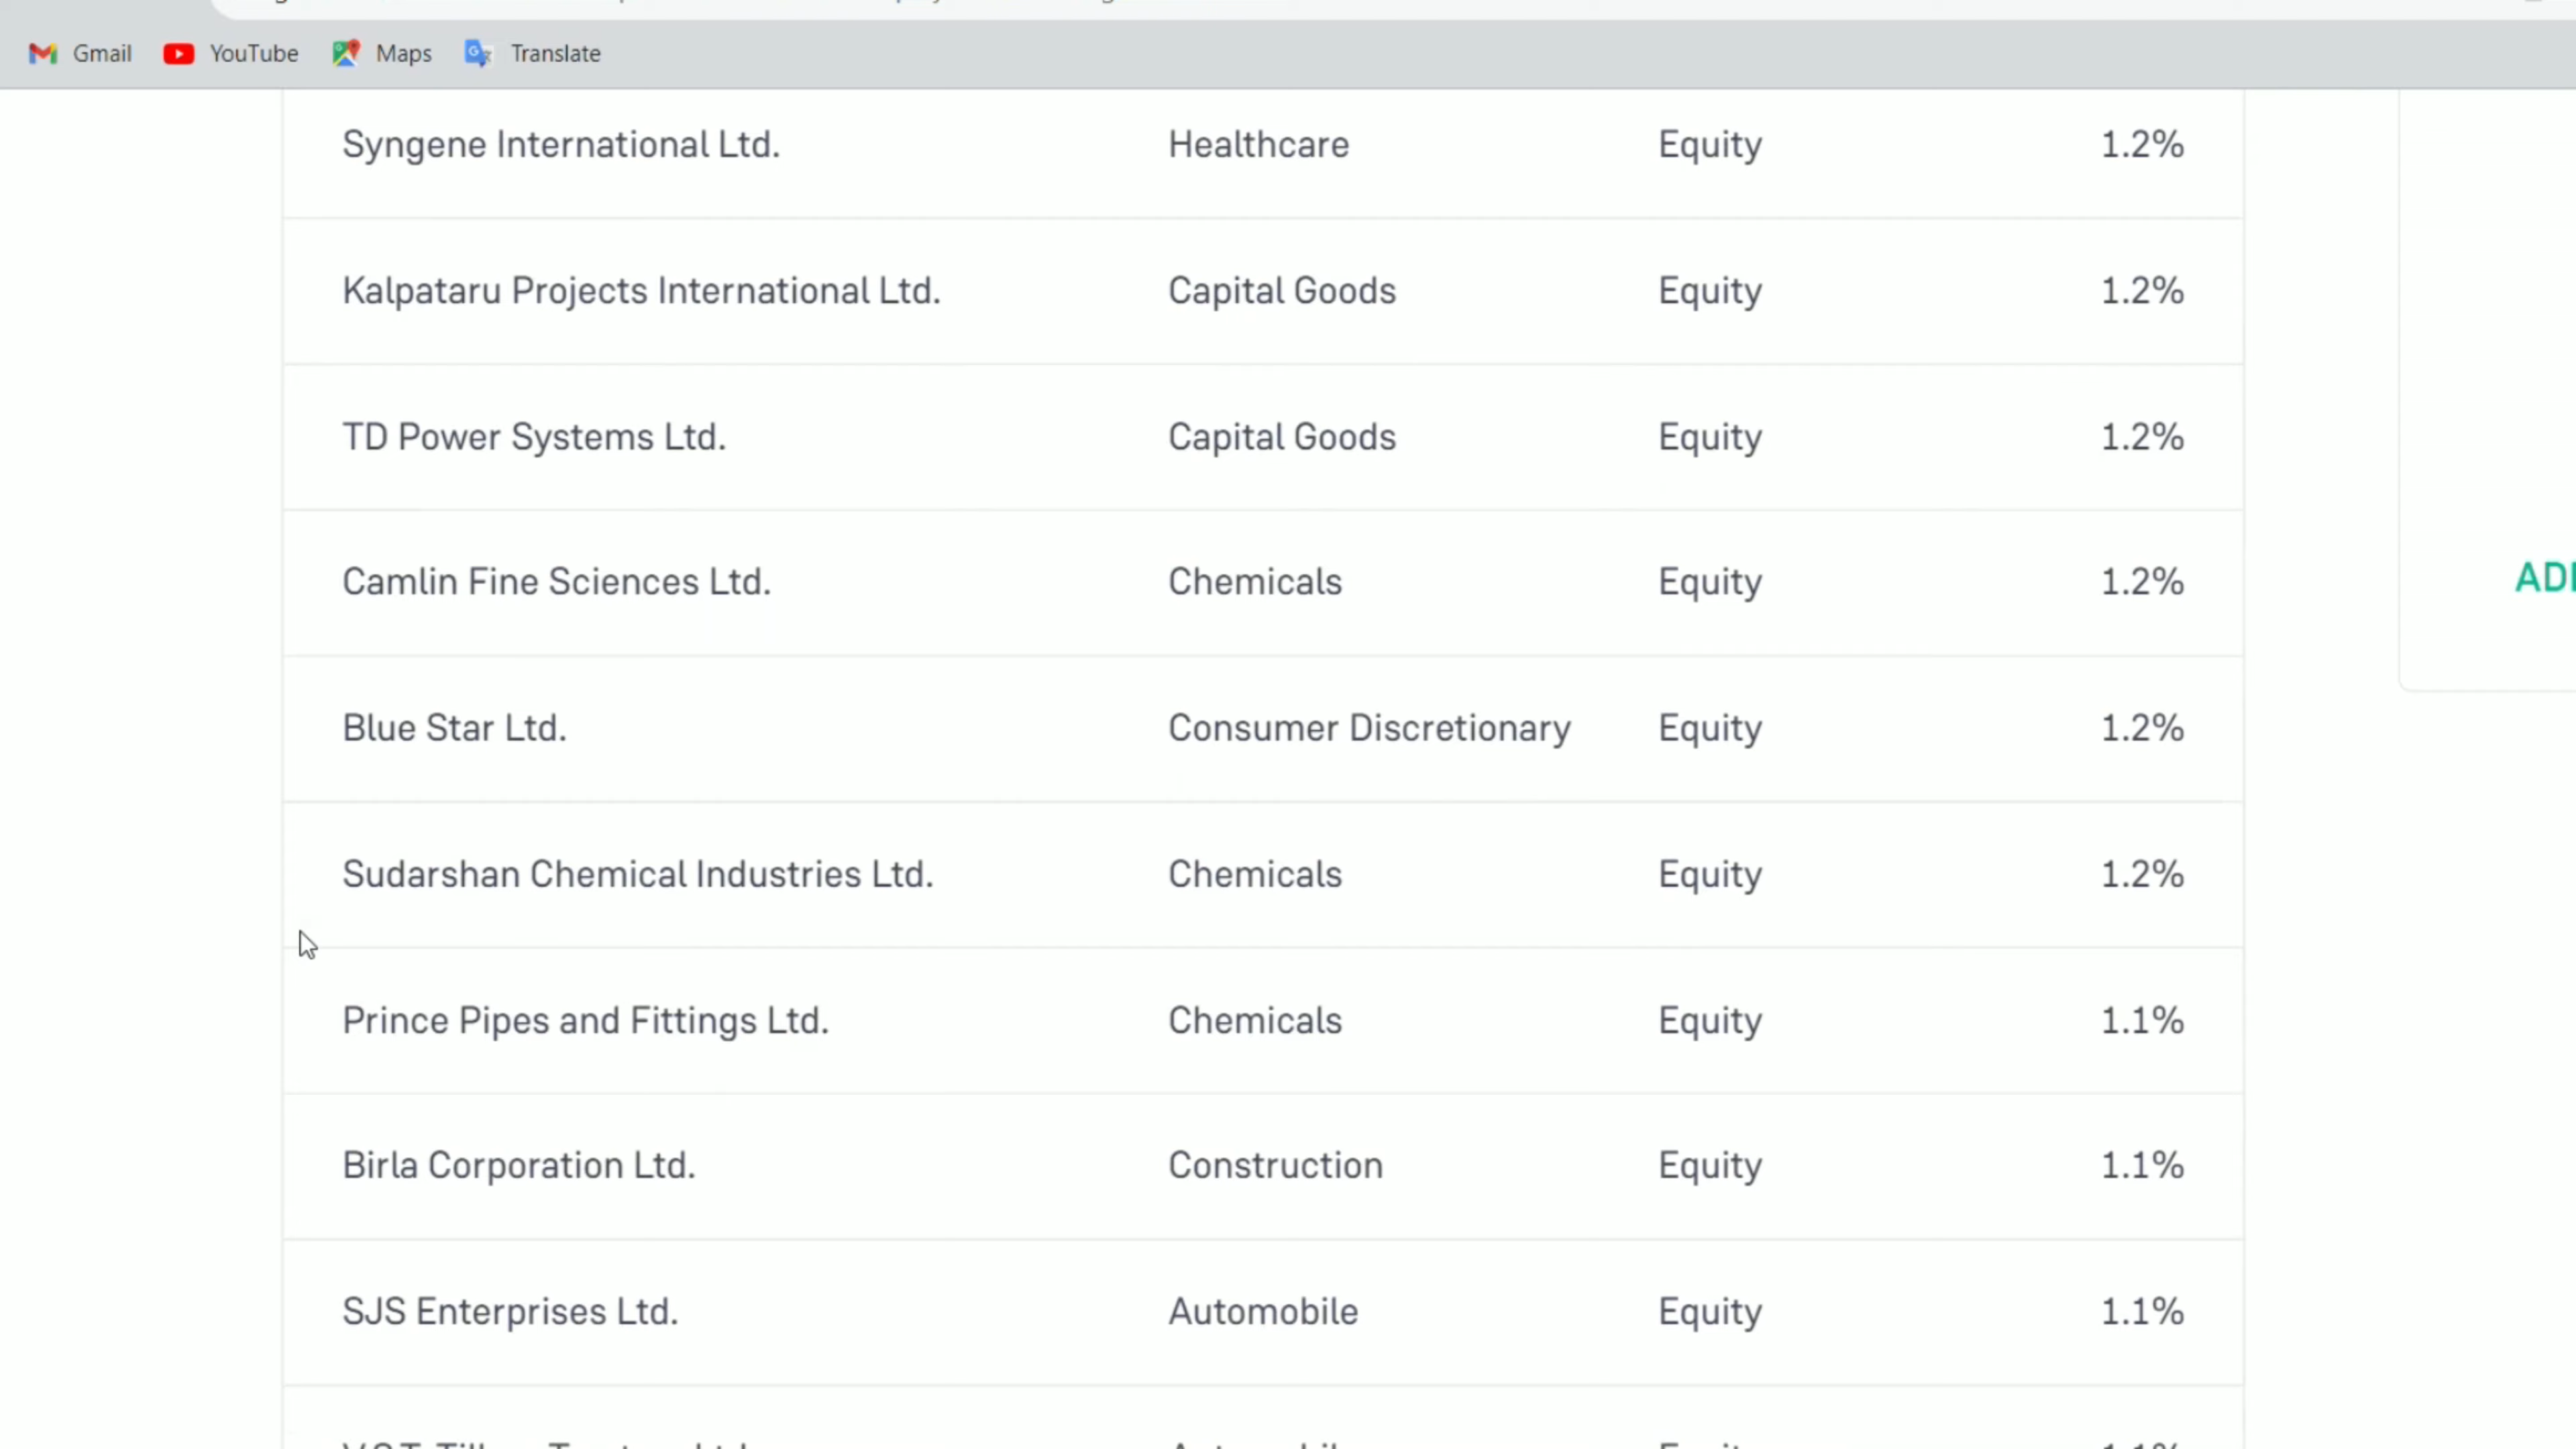 Gmail YouTube Maps Translate
Syngene International Ltd. Healthcare Equity 1.2%
Kalpataru Projects International Ltd. Capital Goods Equity 1.2%
TD Power Systems Ltd. Capital Goods Equity 1.2%
Camlin Fine Sciences Ltd. Chemicals Equity 1.2%
Blue Star Ltd. Consumer Discretionary Equity 1.2%
Sudarshan Chemical Industries Ltd. Chemicals Equity 1.2%
Prince Pipes and Fittings Ltd. Chemicals Equity 1.1%
Birla Corporation Ltd. Construction Equity 1.1%
SJS Enterprises Ltd. Automobile Equity 1.1%